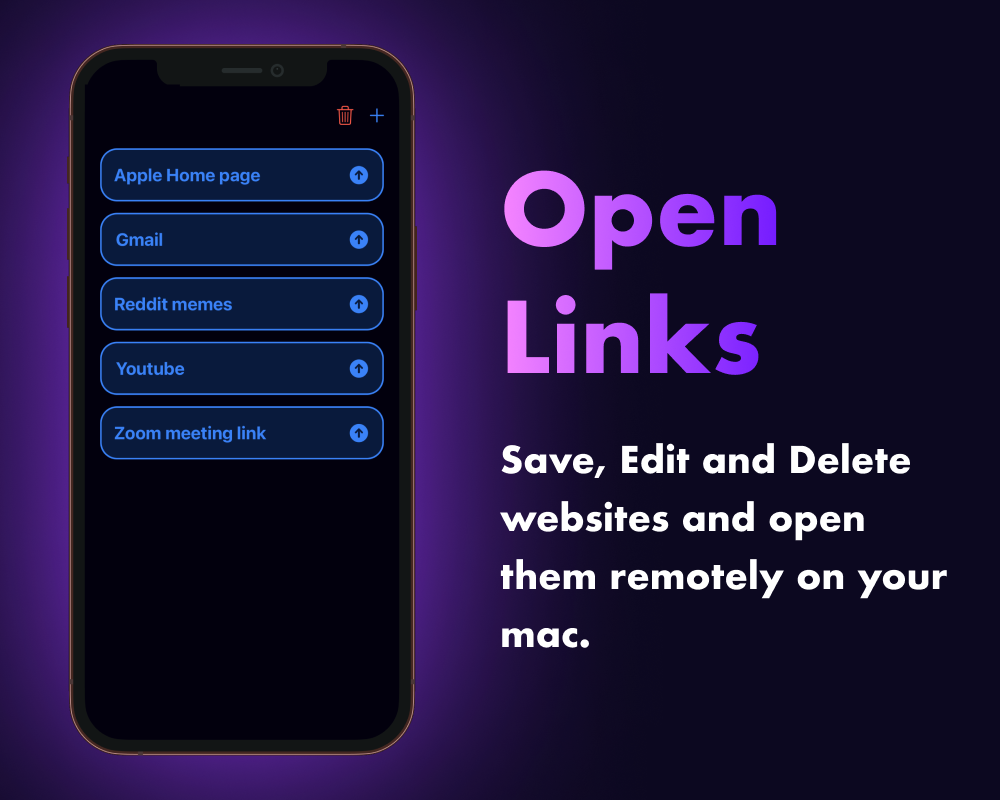 Apple Home page
Gmail
Reddit memes
Youtube
Zoom meeting link
Open
Links
Save, Edit and Delete
websites and open
them remotely on your
mac.